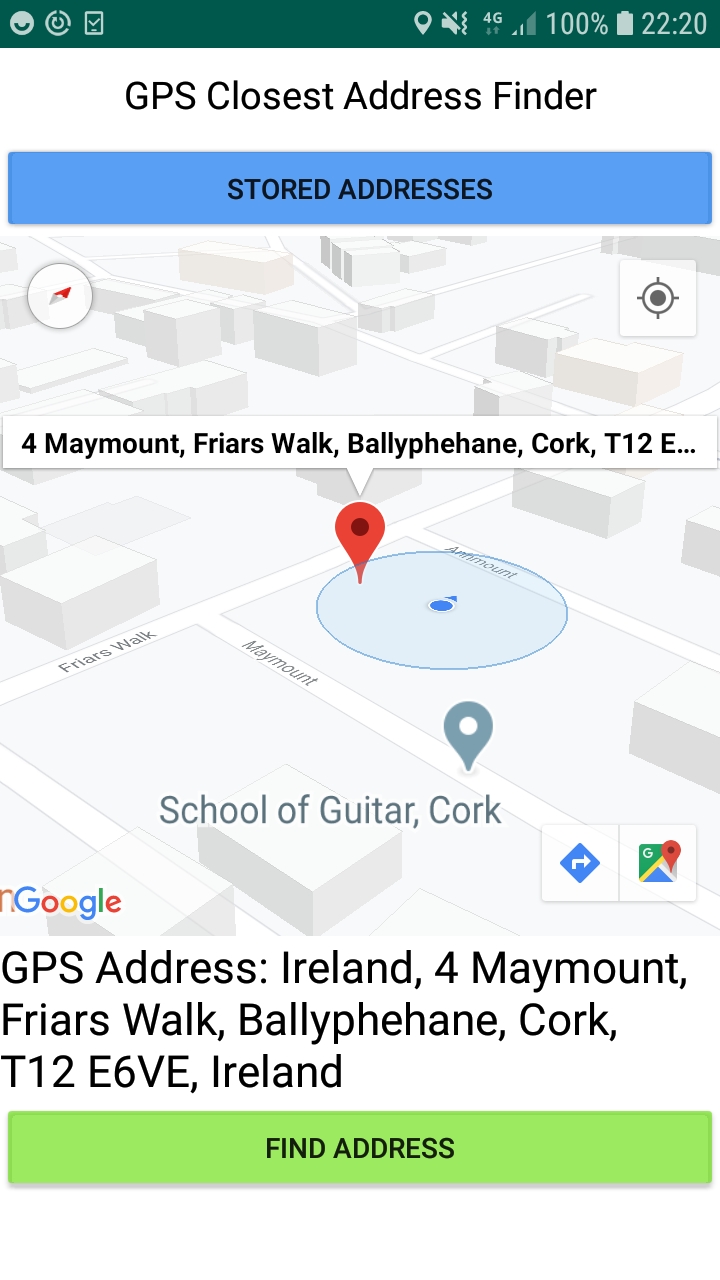 4G 100% 22:20
GPS Closest Address Finder
STORED ADDRESSES
4 Maymount, Friars Walk, Ballyphehane, Cork, T12 E...
Annmount
Friars Walk
Maymount
School of Guitar, Cork
G
Google
GPS Address: Ireland, 4 Maymount,
Friars Walk, Ballyphehane, Cork,
T12 E6VE, Ireland
FIND ADDRESS